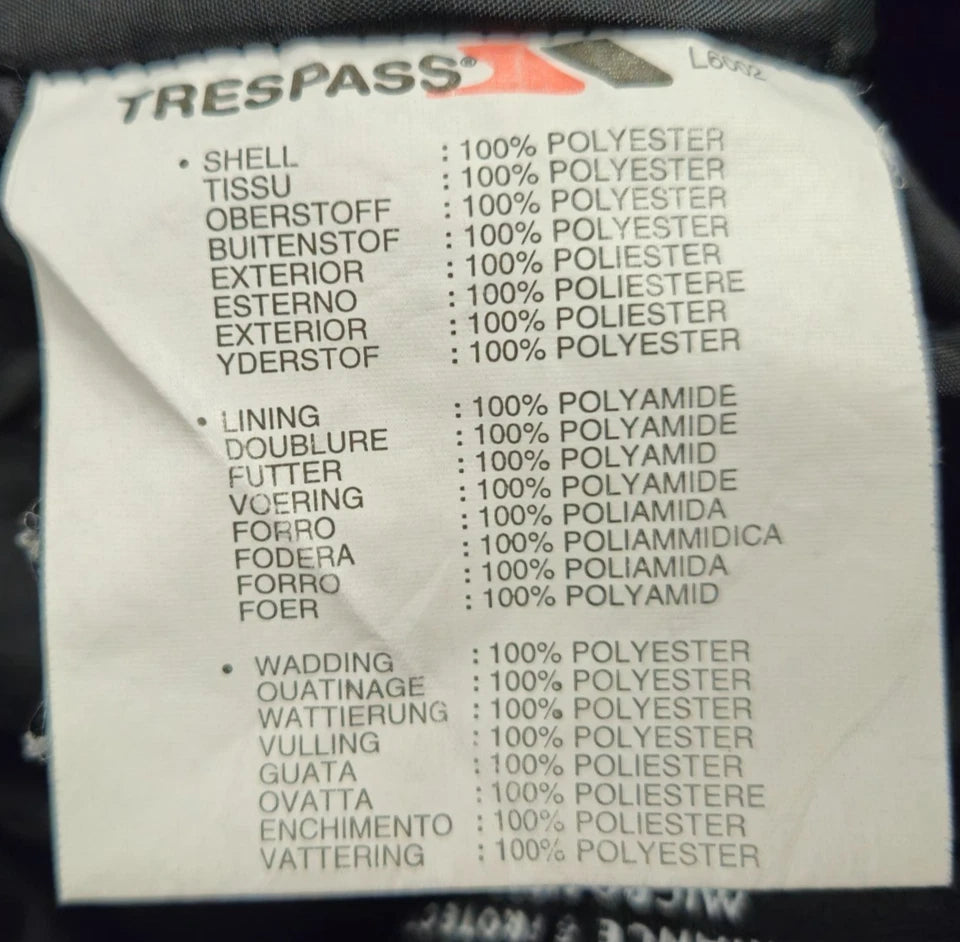 TRESPASS®
L6002
• SHELL : 100% POLYESTER
TISSU : 100% POLYESTER
OBERSTOFF : 100% POLYESTER
BUITENSTOF : 100% POLYESTER
EXTERIOR : 100% POLIESTER
ESTERNO : 100% POLIESTERE
EXTERIOR : 100% POLIESTER
YDERSTOF : 100% POLYESTER
• LINING : 100% POLYAMIDE
DOUBLURE : 100% POLYAMIDE
FUTTER : 100% POLYAMID
VOERING : 100% POLYAMIDE
FORRO : 100% POLIAMIDA
FODERA : 100% POLIAMMIDICA
FORRO : 100% POLIAMIDA
FOER : 100% POLYAMID
• WADDING : 100% POLYESTER
OUATINAGE : 100% POLYESTER
WATTIERUNG : 100% POLYESTER
VULLING : 100% POLYESTER
GUATA : 100% POLIESTER
OVATTA : 100% POLIESTERE
ENCHIMENTO : 100% POLIESTER
VATTERING : 100% POLYESTER